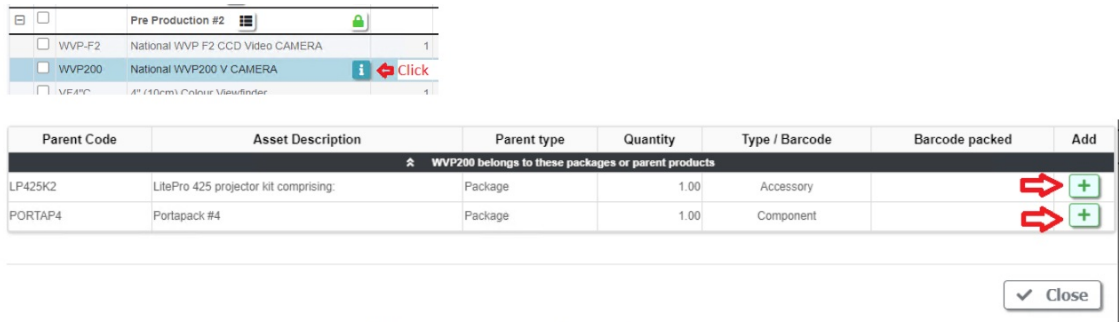 Pre Production #2
WVP-F2 National WVP F2 CCD Video CAMERA 1
WVP200 National WVP200 V CAMERA i Click
VF4"C 4" (10cm) Colour Viewfinder 1
Parent Code Asset Description Parent type Quantity Type / Barcode Barcode packed Add
WVP200 belongs to these packages or parent products
LP425K2 LitePro 425 projector kit comprising: Package 1.00 Accessory +
PORTAP4 Portapack #4 Package 1.00 Component +
Close